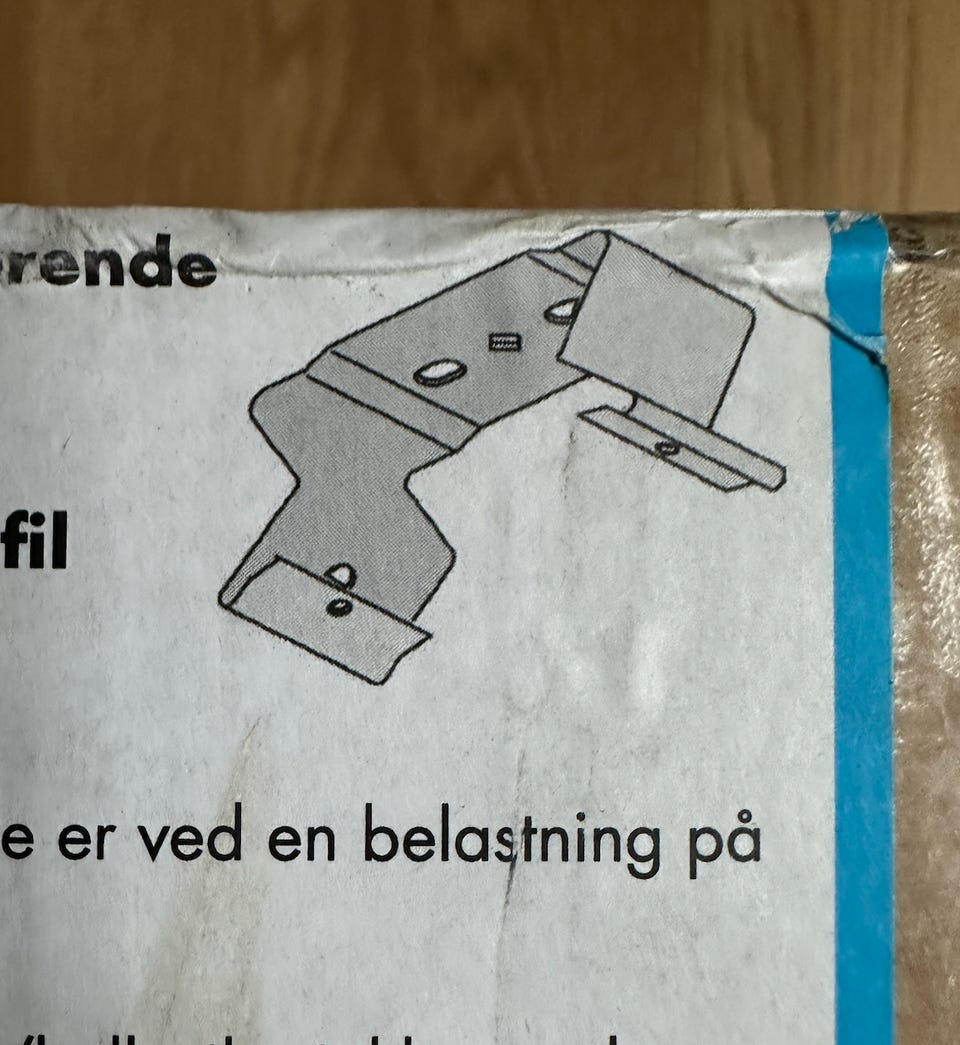 rende
fil
e er ved en belastning på